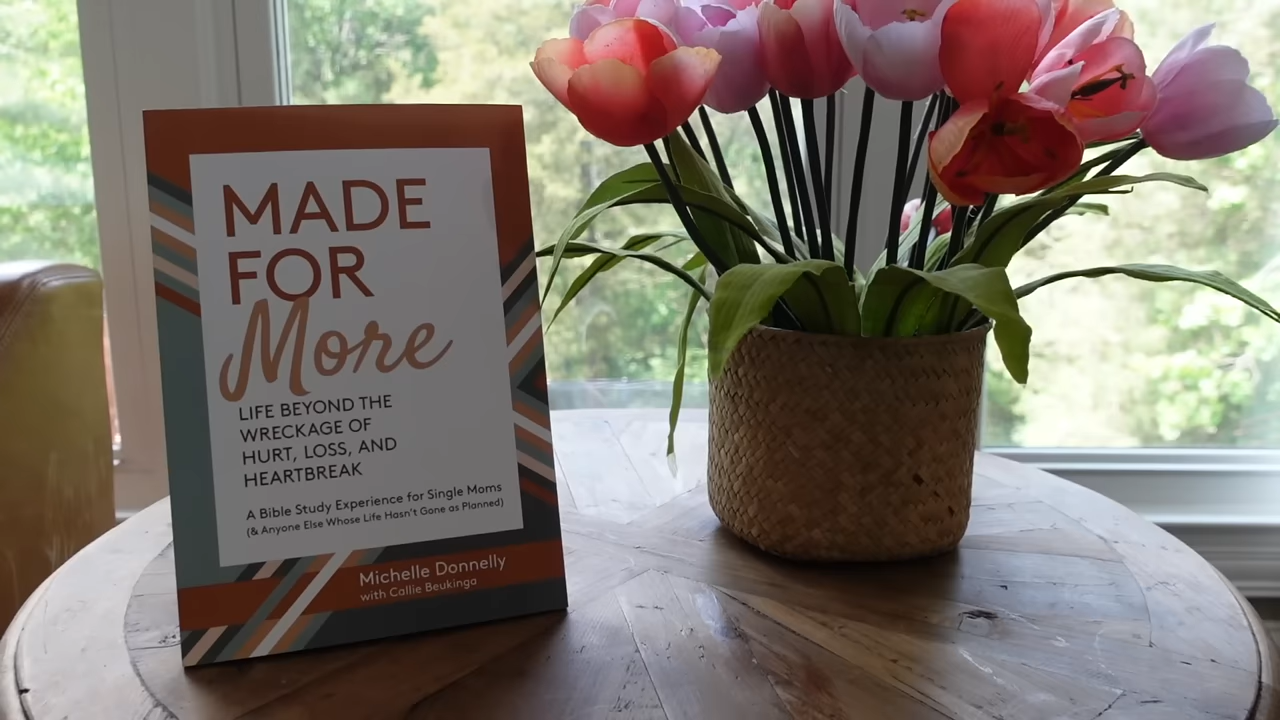 MADE
FOR
More
LIFE BEYOND THE
WRECKAGE OF
HURT, LOSS, AND
HEARTBREAK
A Bible Study Experience for Single Moms
(& Anyone Else Whose Life Hasn't Gone as Planned)
Michelle Donnelly
with Callie Beukinga